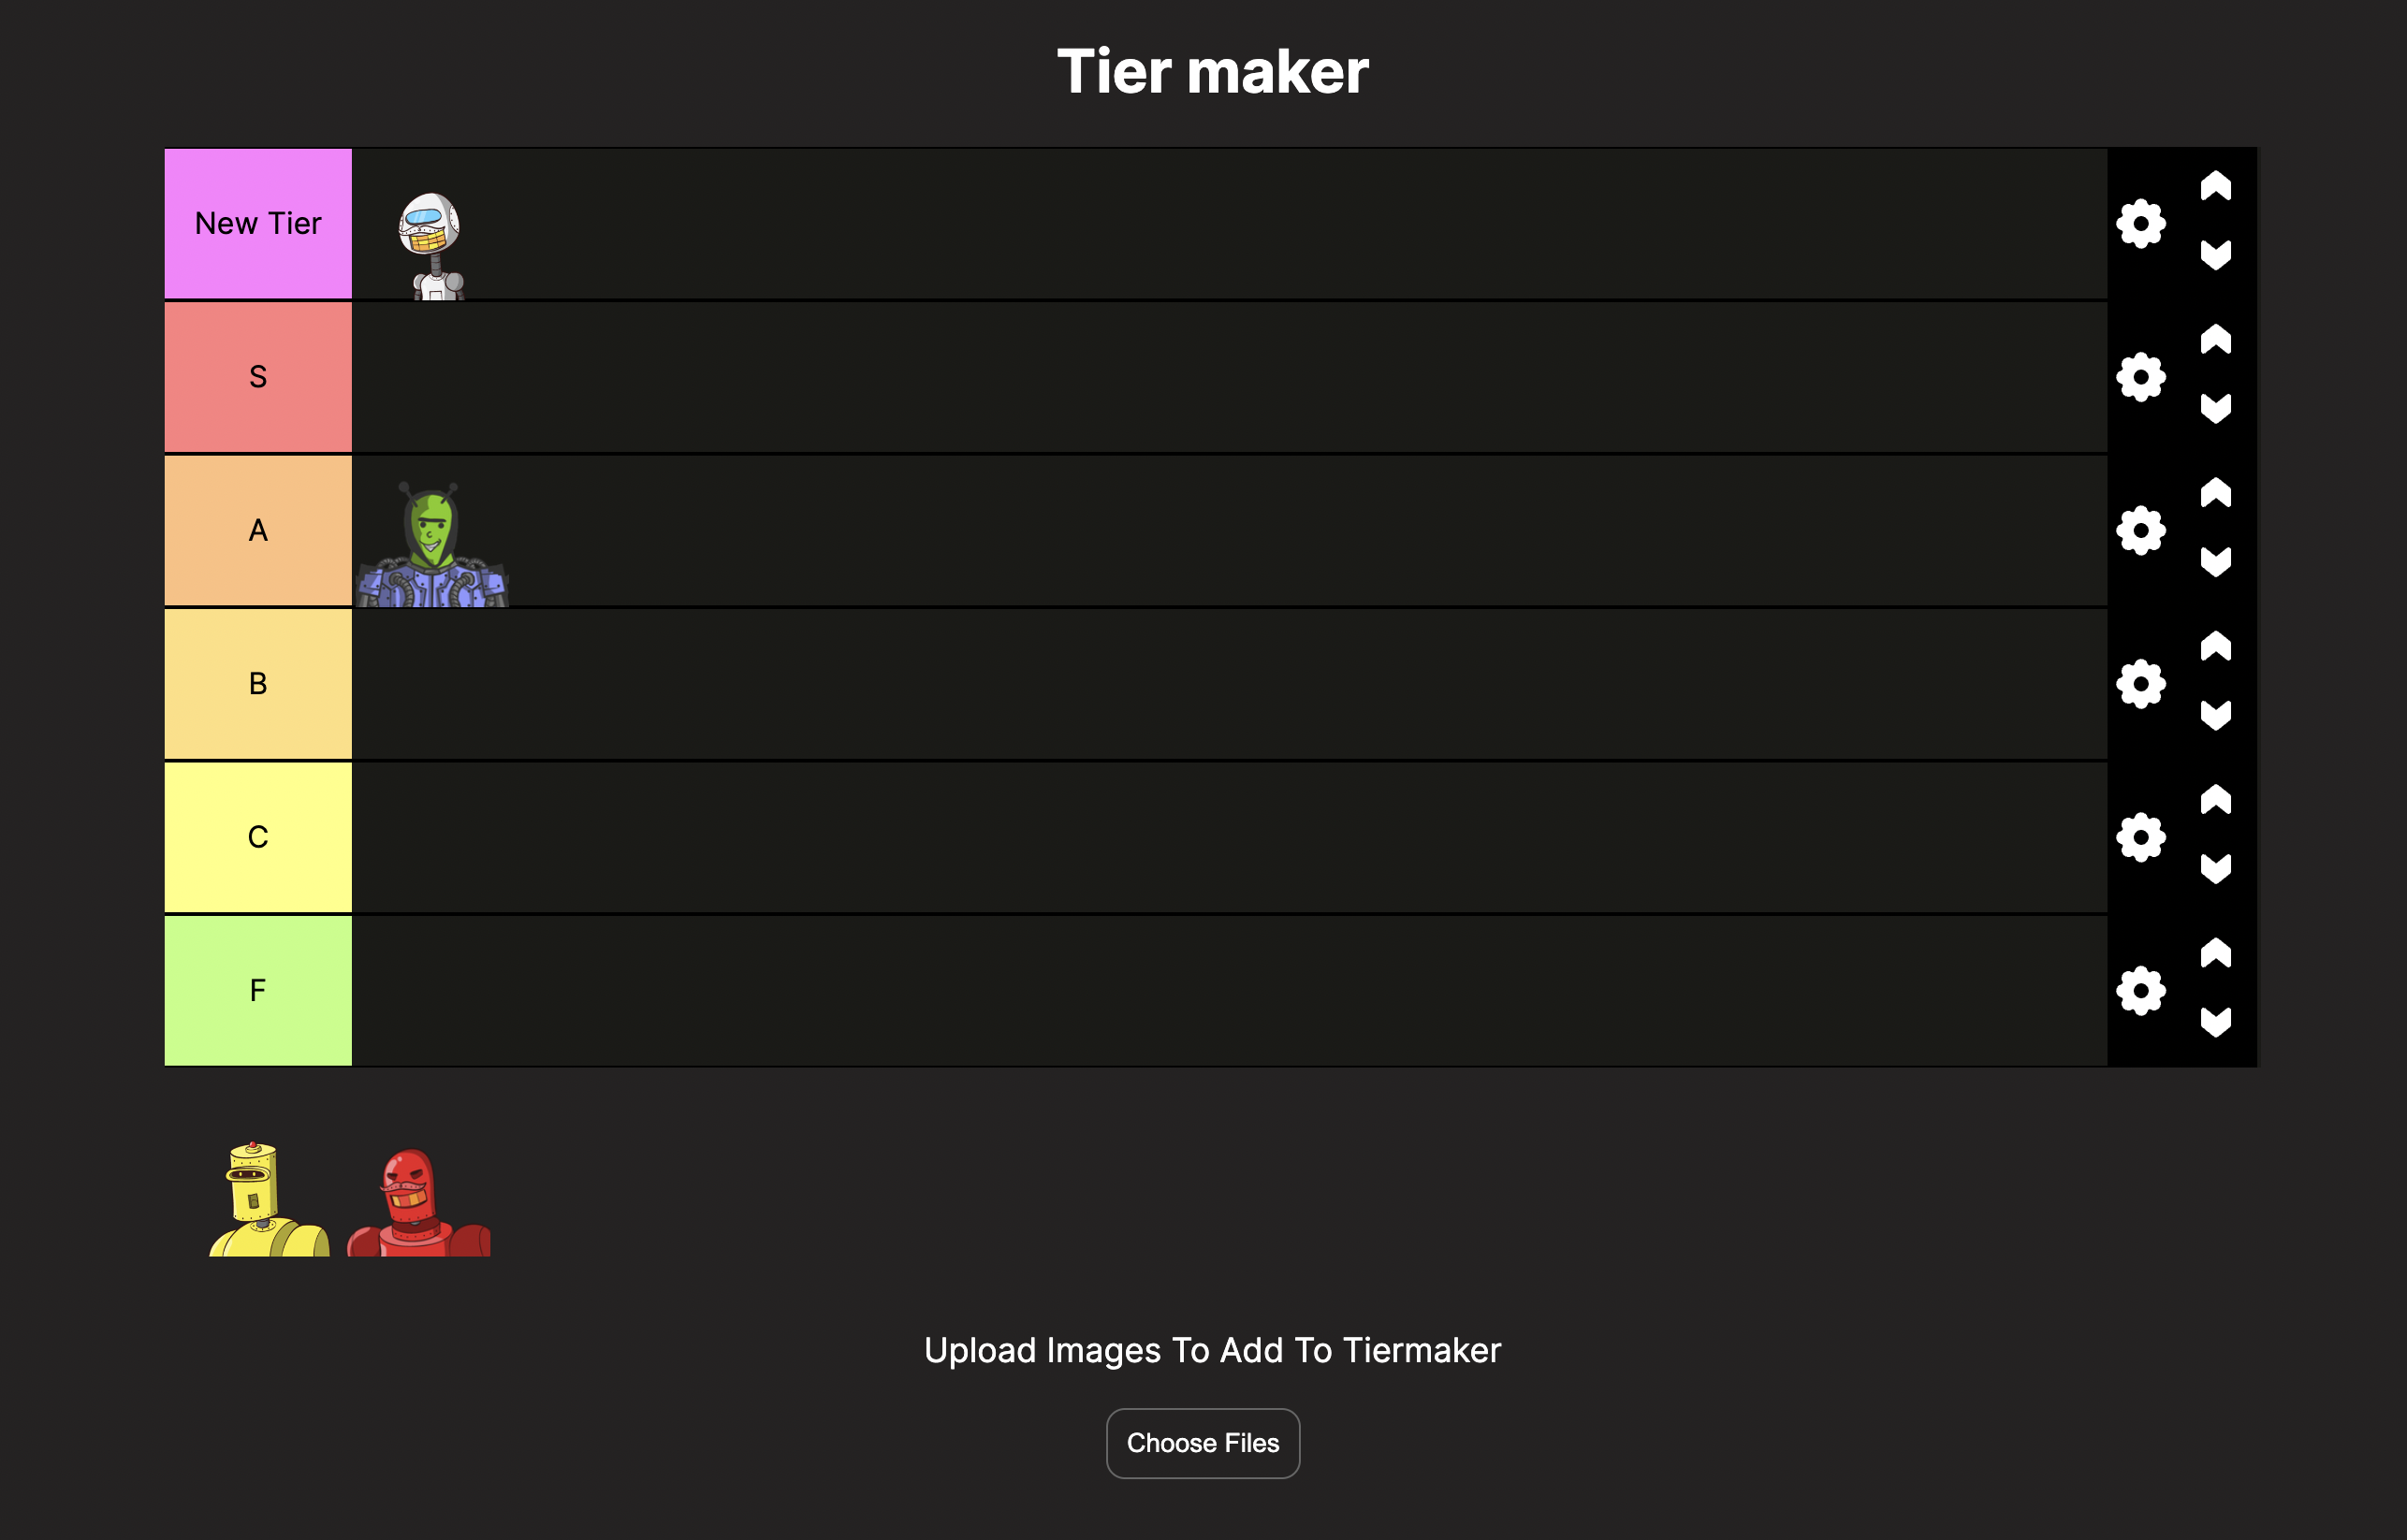 Tier maker
New Tier
S
A
B
C
F
Upload Images To Add To Tiermaker
Choose Files